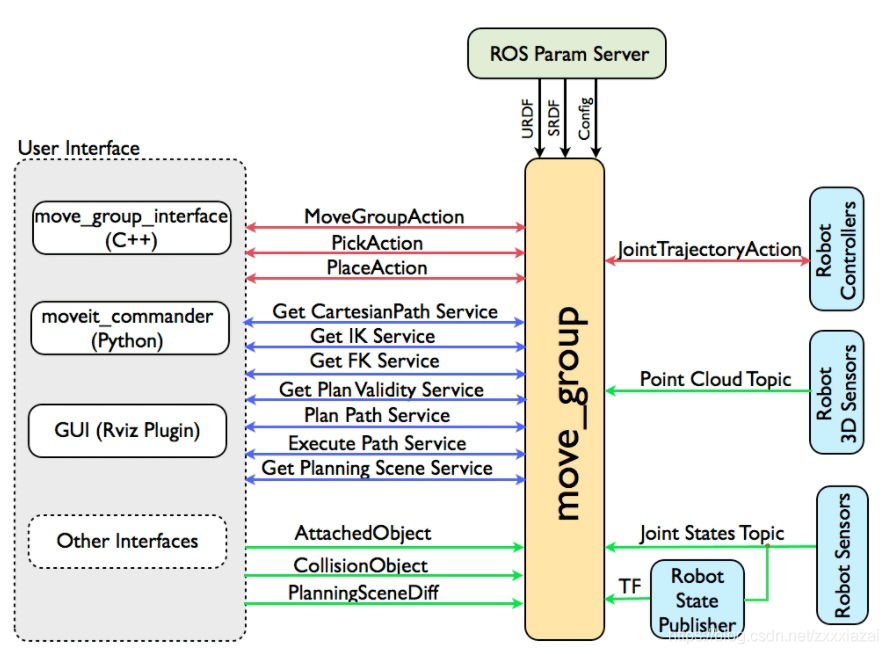 ROS Param Server
URDF
SRDF
Config
User Interface
move_group_interface
(C++)
moveit_commander
(Python)
GUI (Rviz Plugin)
Other Interfaces
MoveGroupAction
PickAction
PlaceAction
Get CartesianPath Service
Get IK Service
Get FK Service
Get Plan Validity Service
Plan Path Service
Execute Path Service
Get Planning Scene Service
AttachedObject
CollisionObject
PlanningSceneDiff
move_group
JointTrajectoryAction
Robot
Controllers
Point Cloud Topic
Robot
3D Sensors
Joint States Topic
TF
Robot
State
Publisher
Robot Sensors
https://blog.csdn.net/zxxxiazai